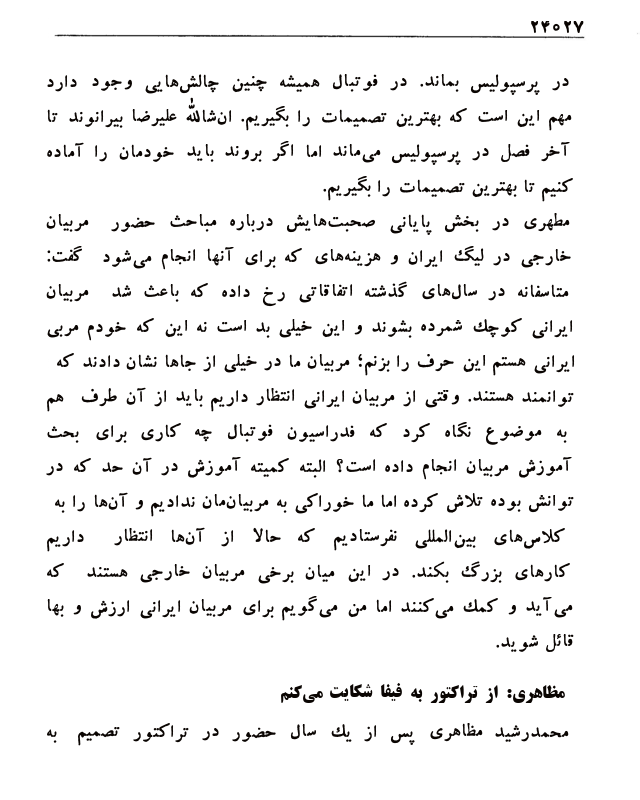 ۲۴۰۲۷
در پرسپولیس بماند. در فوتبال همیشه چنین چالش‌هایی وجود دارد
مهم این است که بهترین تصمیمات را بگیریم. ان‌شالله علیرضا بیرانوند تا
آخر فصل در پرسپولیس می‌ماند اما اگر بروند باید خودمان را آماده
کنیم تا بهترین تصمیمات را بگیریم.
مطهری در بخش پایانی صحبت‌هایش درباره مباحث حضور مربیان
خارجی در لیگ ایران و هزینه‌های که برای آنها انجام می‌شود گفت:
متاسفانه در سال‌های گذشته اتفاقاتی رخ داده که باعث شد مربیان
ایرانی کوچک شمرده بشوند و این خیلی بد است نه این که خودم مربی
ایرانی هستم این حرف را بزنم؛ مربیان ما در خیلی از جاها نشان دادند که
توانمند هستند. وقتی از مربیان ایرانی انتظار داریم باید از آن طرف هم
به موضوع نگاه کرد که فدراسیون فوتبال چه کاری برای بحث
آموزش مربیان انجام داده است؟ البته کمیته آموزش در آن حد که در
توانش بوده تلاش کرده اما ما خوراکی به مربیان‌مان ندادیم و آن‌ها را به
کلاس‌های بین‌المللی نفرستادیم که حالا از آن‌ها انتظار داریم
کارهای بزرگ بکند. در این میان برخی مربیان خارجی هستند که
می‌آید و کمک می‌کنند اما من می‌گویم برای مربیان ایرانی ارزش و بها
قائل شوید.
مظاهری: از تراکتور به فیفا شکایت می‌کنم
محمدرشید مظاهری پس از یک سال حضور در تراکتور تصمیم به